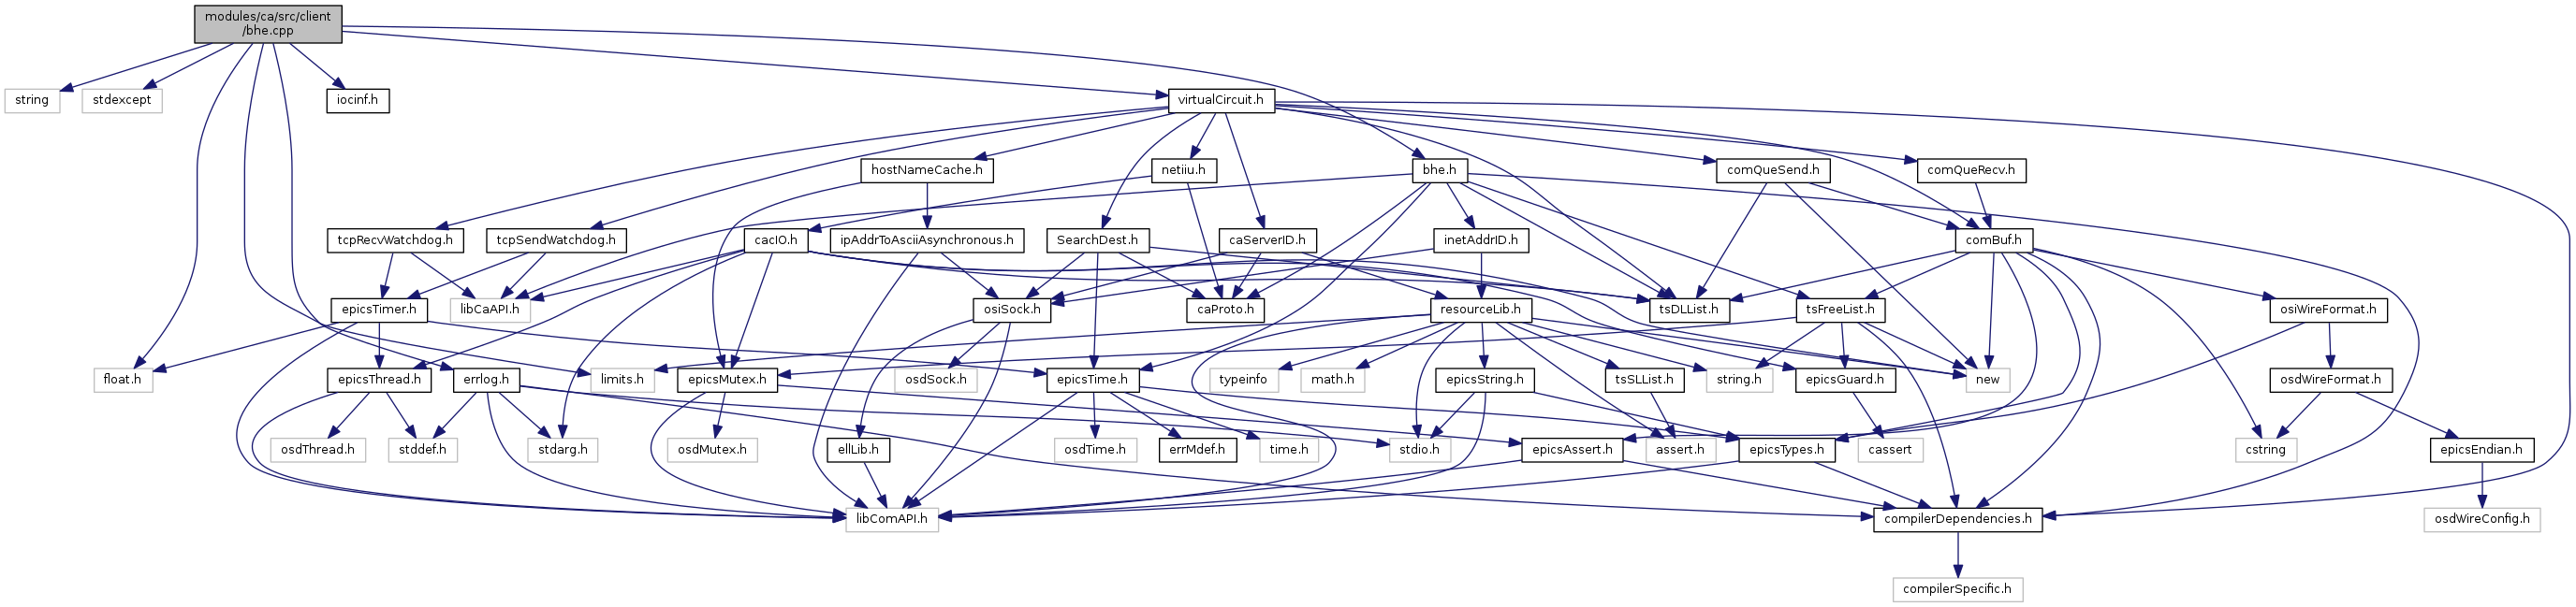 modules/ca/src/client
/bhe.cpp
string
stdexcept
iocinf.h
virtualCircuit.h
hostNameCache.h
netiiu.h
bhe.h
comQueSend.h
comQueRecv.h
tcpRecvWatchdog.h
tcpSendWatchdog.h
cacIO.h
ipAddrToAsciiAsynchronous.h
SearchDest.h
caServerID.h
inetAddrID.h
comBuf.h
epicsTimer.h
libCaAPI.h
osiSock.h
caProto.h
resourceLib.h
tsDLList.h
tsFreeList.h
osiWireFormat.h
float.h
epicsThread.h
errlog.h
limits.h
epicsMutex.h
osdSock.h
epicsTime.h
typeinfo
math.h
epicsString.h
tsSLList.h
string.h
epicsGuard.h
new
osdWireFormat.h
osdThread.h
stddef.h
stdarg.h
osdMutex.h
ellLib.h
osdTime.h
errMdef.h
time.h
stdio.h
epicsAssert.h
assert.h
epicsTypes.h
cassert
cstring
epicsEndian.h
libComAPI.h
compilerDependencies.h
osdWireConfig.h
compilerSpecific.h